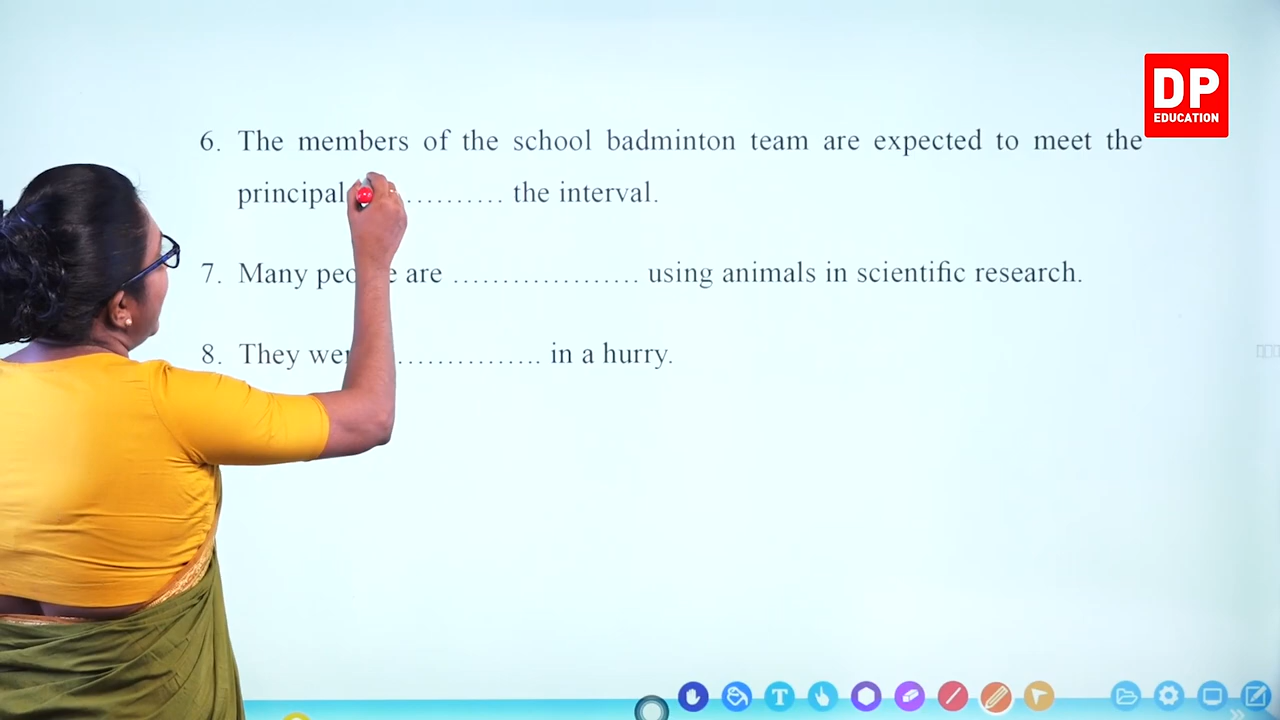 DP
EDUCATION
6. The members of the school badminton team are expected to meet the
principal .......... the interval.
7. Many are ................... using animals in scientific research.
8. They ............... in a hurry.